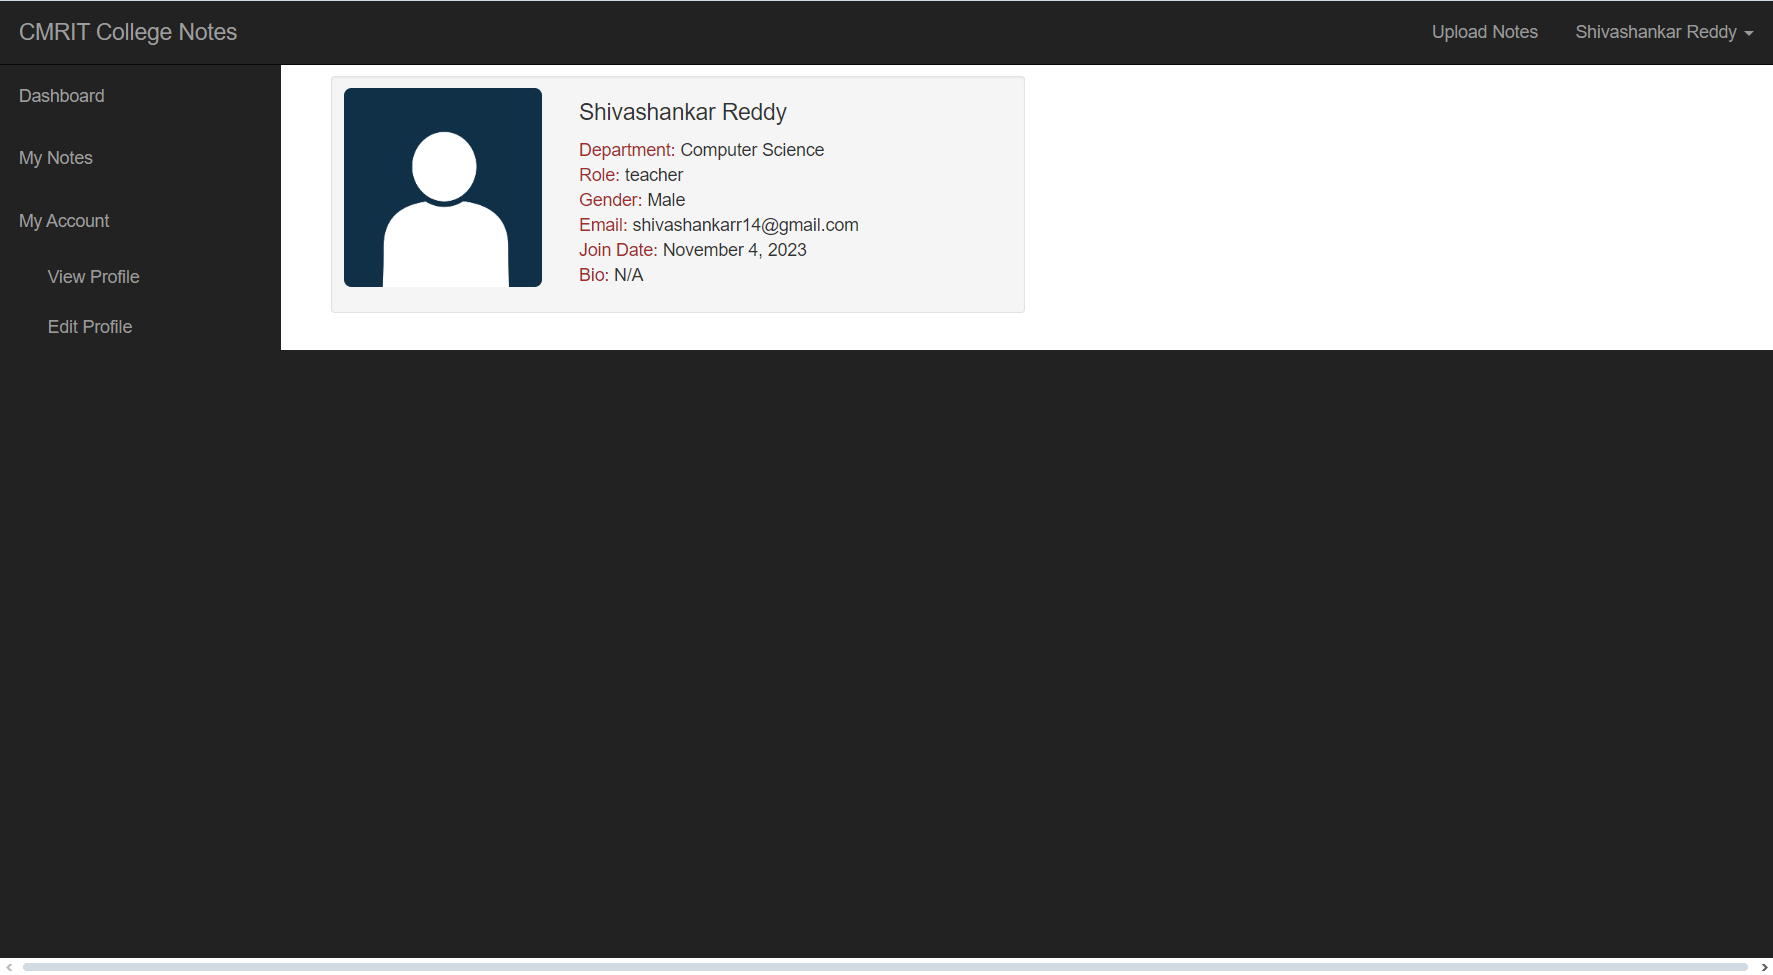 CMRIT College Notes
Upload Notes
Shivashankar Reddy
Dashboard
My Notes
My Account
View Profile
Edit Profile
Shivashankar Reddy
Department: Computer Science
Role: teacher
Gender: Male
Email: shivashankarr14@gmail.com
Join Date: November 4, 2023
Bio: N/A